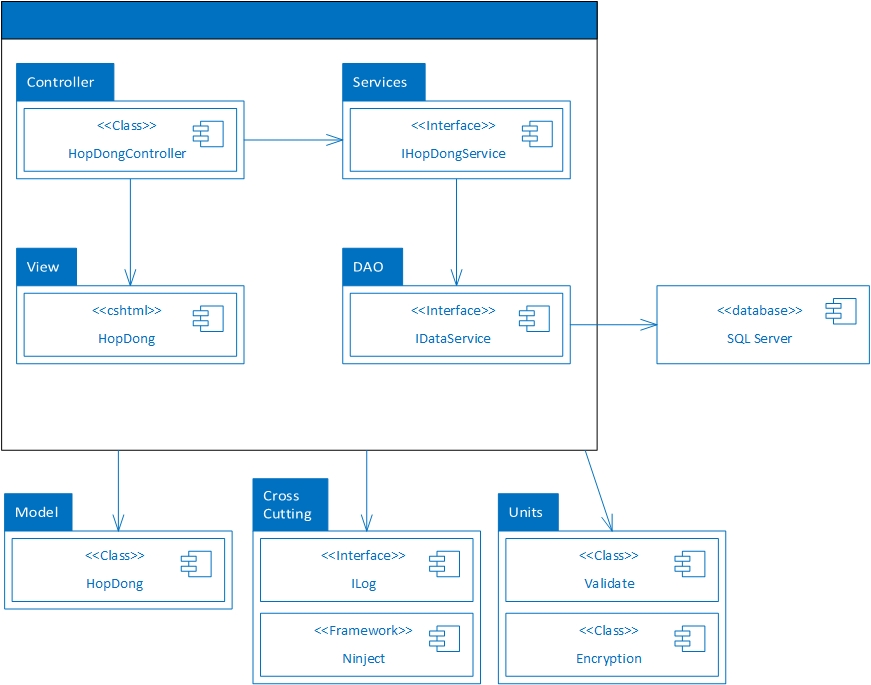 Controller
<<Class>>
HopDongController
Services
<<Interface>>
IHopDongService
View
<<cshtml>>
HopDong
DAO
<<Interface>>
IDataService
<<database>>
SQL Server
Model
<<Class>>
HopDong
Cross
Cutting
<<Interface>>
ILog
<<Framework>>
Ninject
Units
<<Class>>
Validate
<<Class>>
Encryption